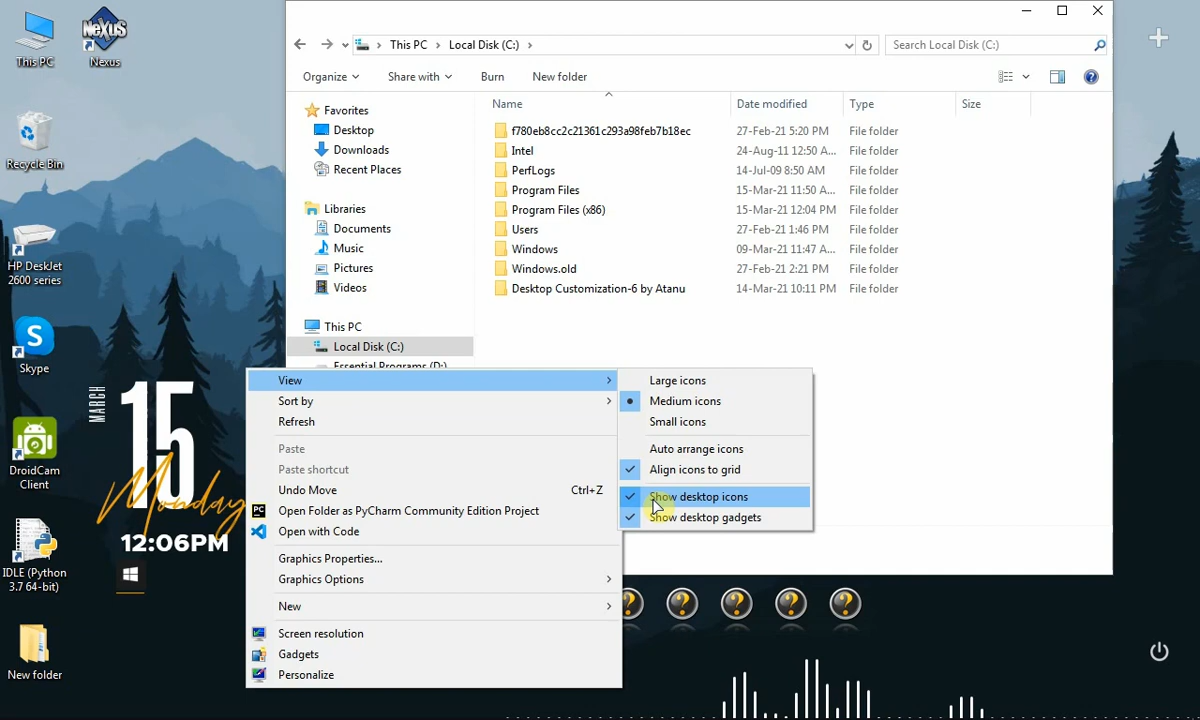 This PC
NeXuS
Nexus
Recycle Bin
HP DeskJet
2600 series
Skype
DroidCam
Client
IDLE (Python
3.7 64-bit)
New folder
MARCH
15
Monday
12:06PM
This PC
Local Disk (C:)
Search Local Disk (C:)
Organize
Share with
Burn
New folder
Name
Date modified
Type
Size
Favorites
Desktop
Downloads
Recent Places
Libraries
Documents
Music
Pictures
Videos
This PC
Local Disk (C:)
Essential Programs (D:)
f780eb8cc2c21361c293a98feb7b18ec 27-Feb-21 5:20 PM File folder
Intel 24-Aug-11 12:50 A... File folder
PerfLogs 14-Jul-09 8:50 AM File folder
Program Files 15-Mar-21 11:50 A... File folder
Program Files (x86) 15-Mar-21 12:04 PM File folder
Users 27-Feb-21 1:46 PM File folder
Windows 09-Mar-21 11:47 A... File folder
Windows.old 27-Feb-21 2:21 PM File folder
Desktop Customization-6 by Atanu 14-Mar-21 10:11 PM File folder
View
Sort by
Refresh
Paste
Paste shortcut
Undo Move Ctrl+Z
PC Open Folder as PyCharm Community Edition Project
Open with Code
Graphics Properties...
Graphics Options
New
Screen resolution
Gadgets
Personalize
Large icons
Medium icons
Small icons
Auto arrange icons
Align icons to grid
Show desktop icons
Show desktop gadgets
? ? ? ? ?